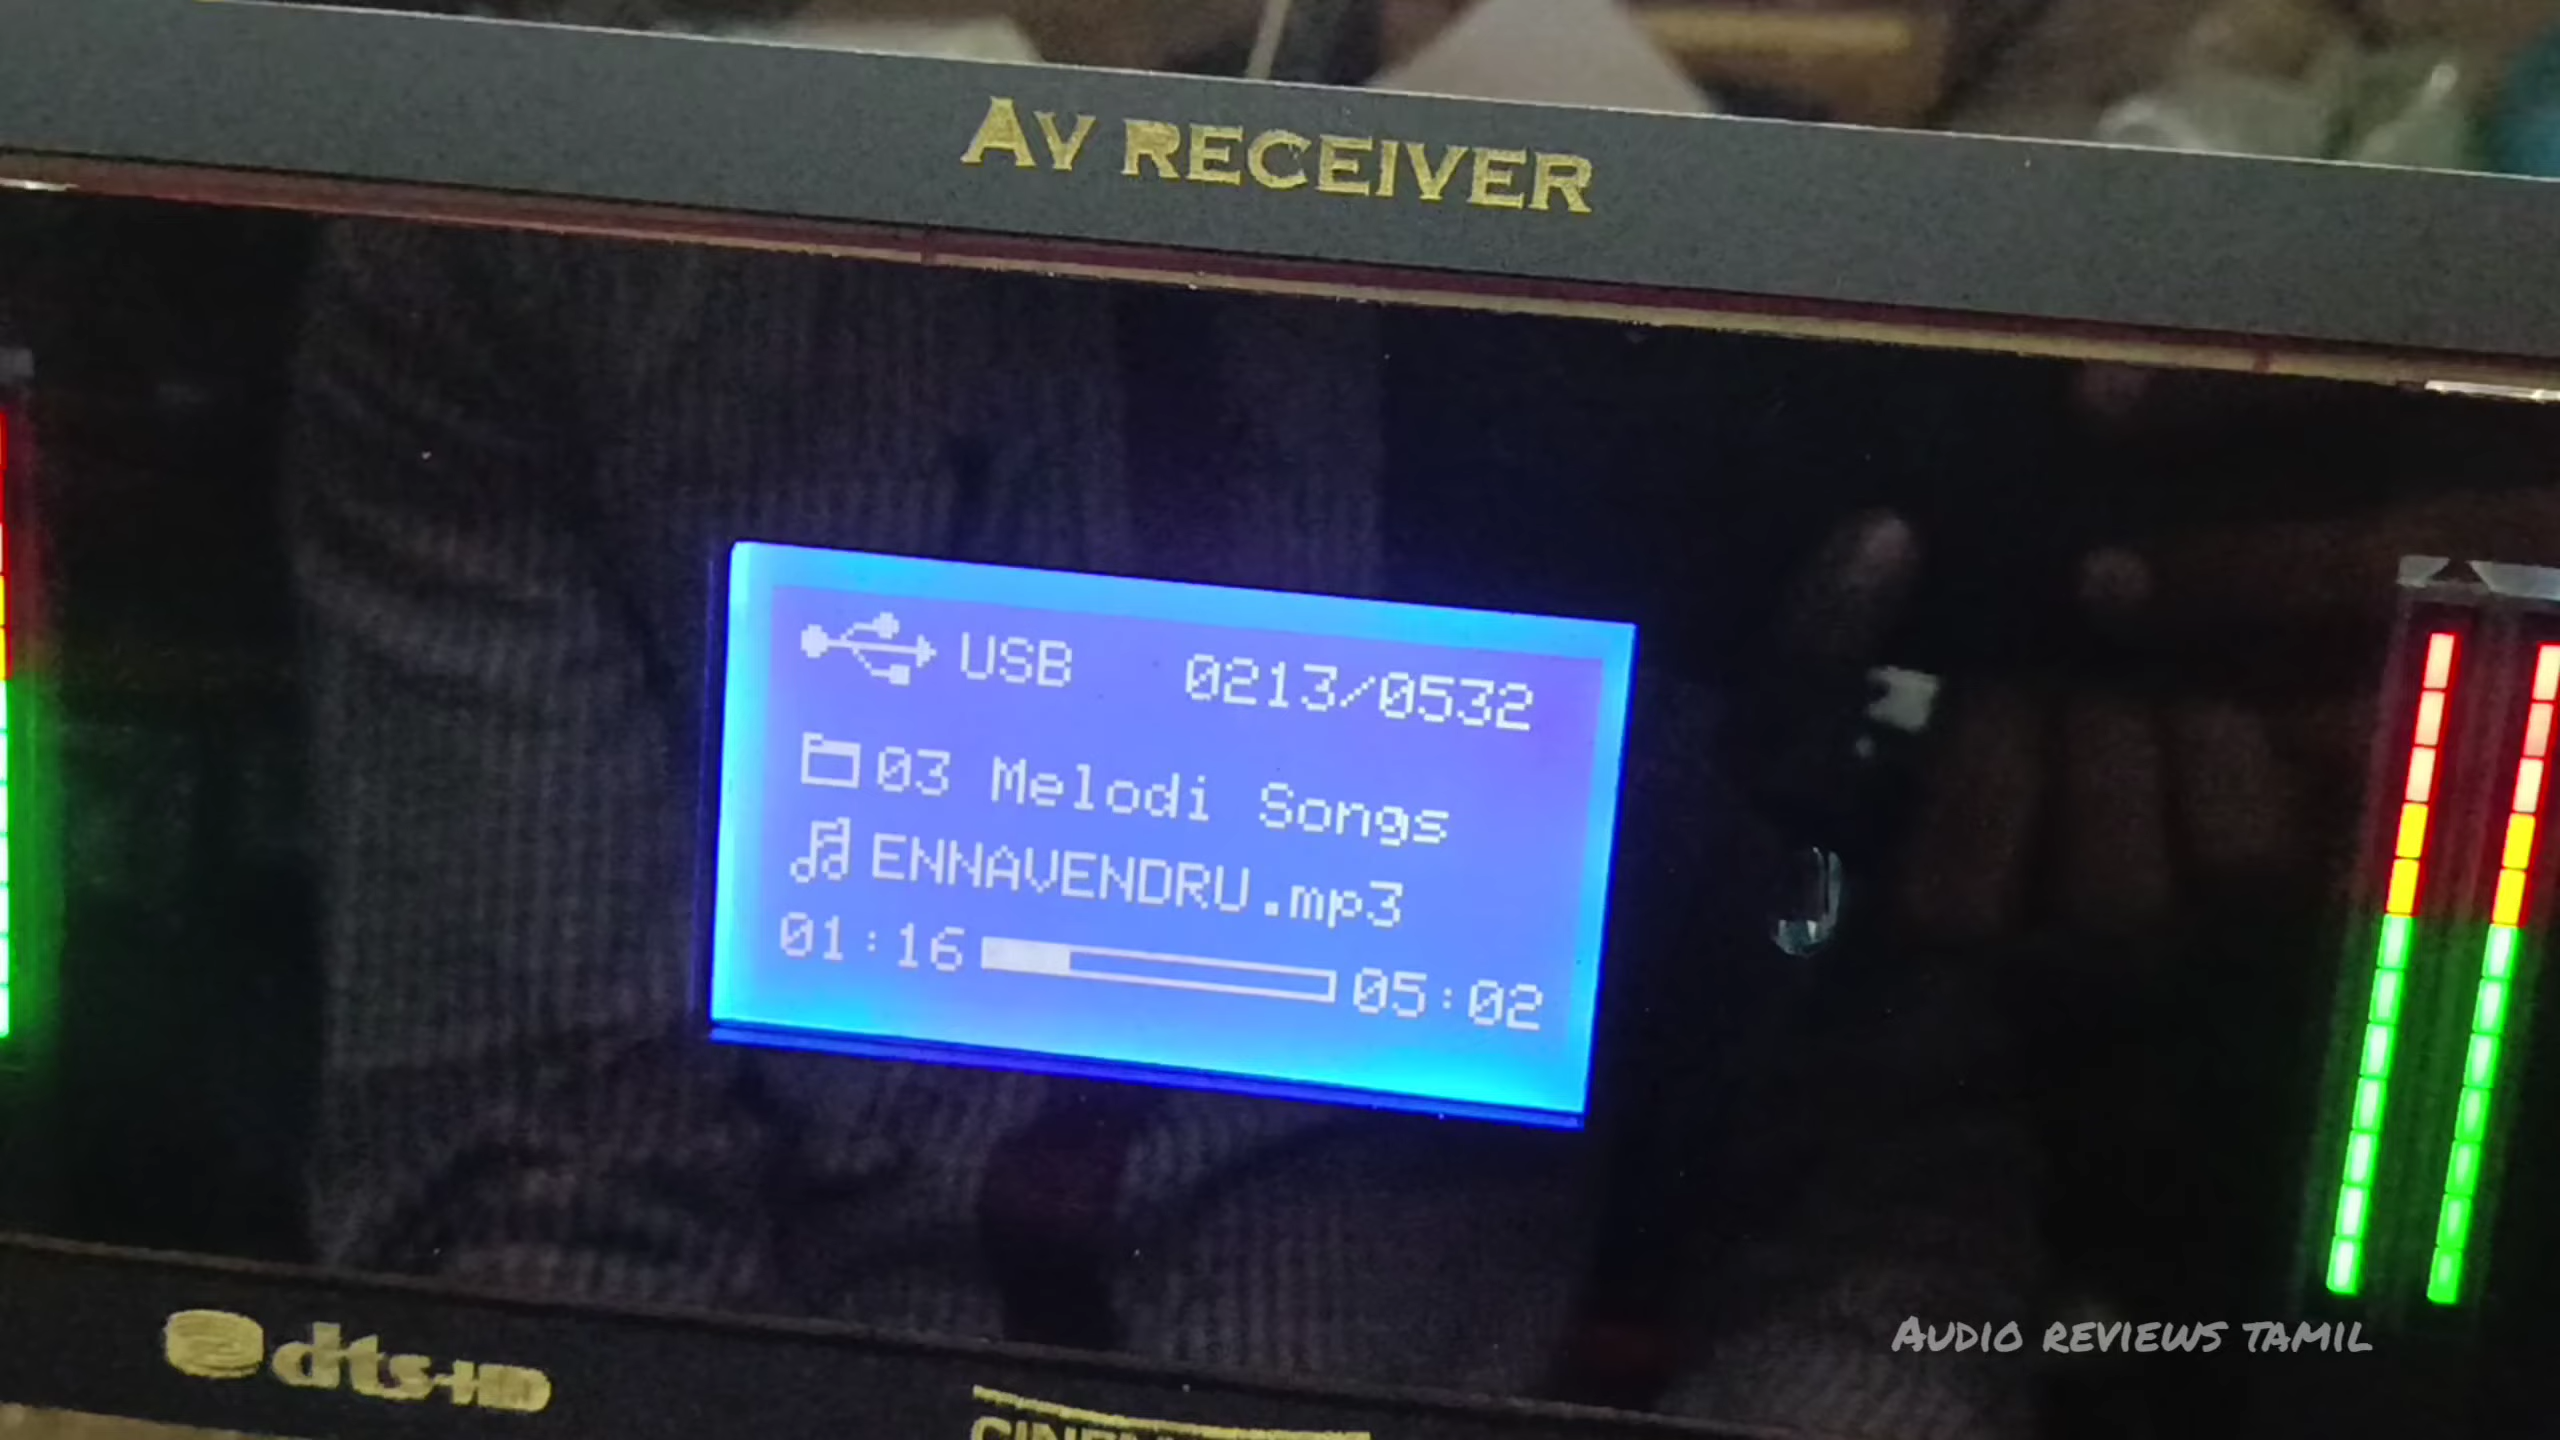 AV RECEIVER
USB 0213/0532
03 Melodi Songs
ENNAVENDRU.mp3
01:16 05:02
dts-HD
AUDIO REVIEWS TAMIL